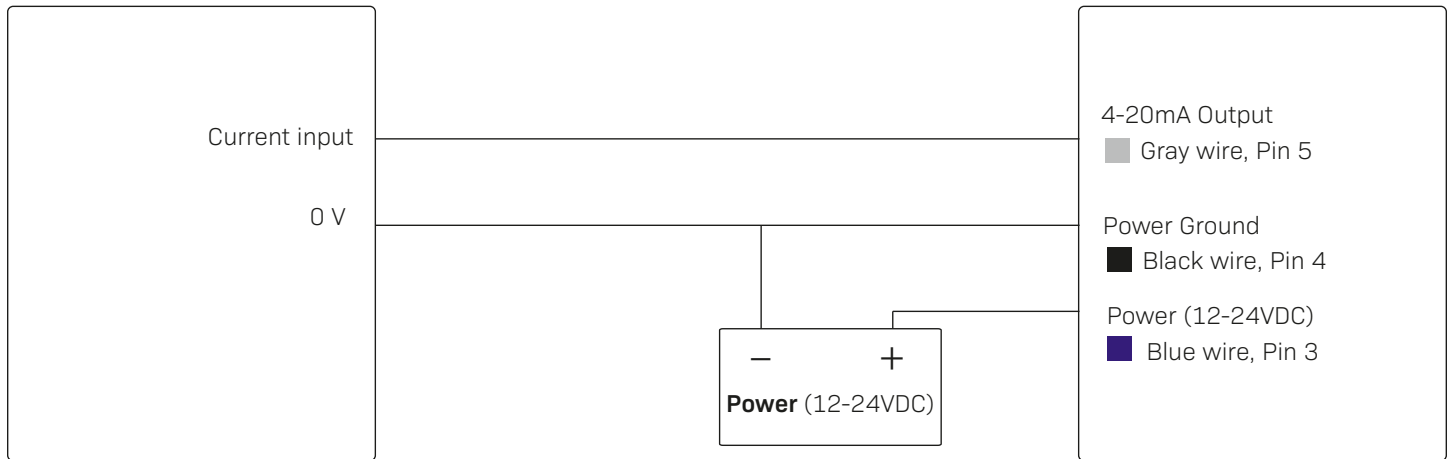 Current input
0 V
− +
Power (12-24VDC)
4-20mA Output
Gray wire, Pin 5
Power Ground
Black wire, Pin 4
Power (12-24VDC)
Blue wire, Pin 3